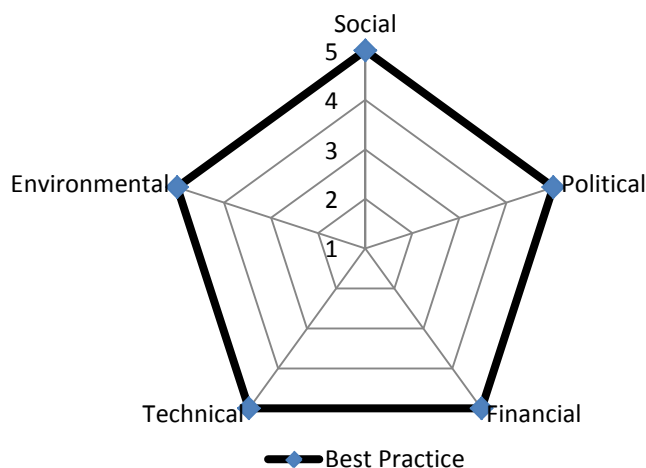 Social
5
4
3
2
1
Environmental
Political
Technical
Financial
Best Practice